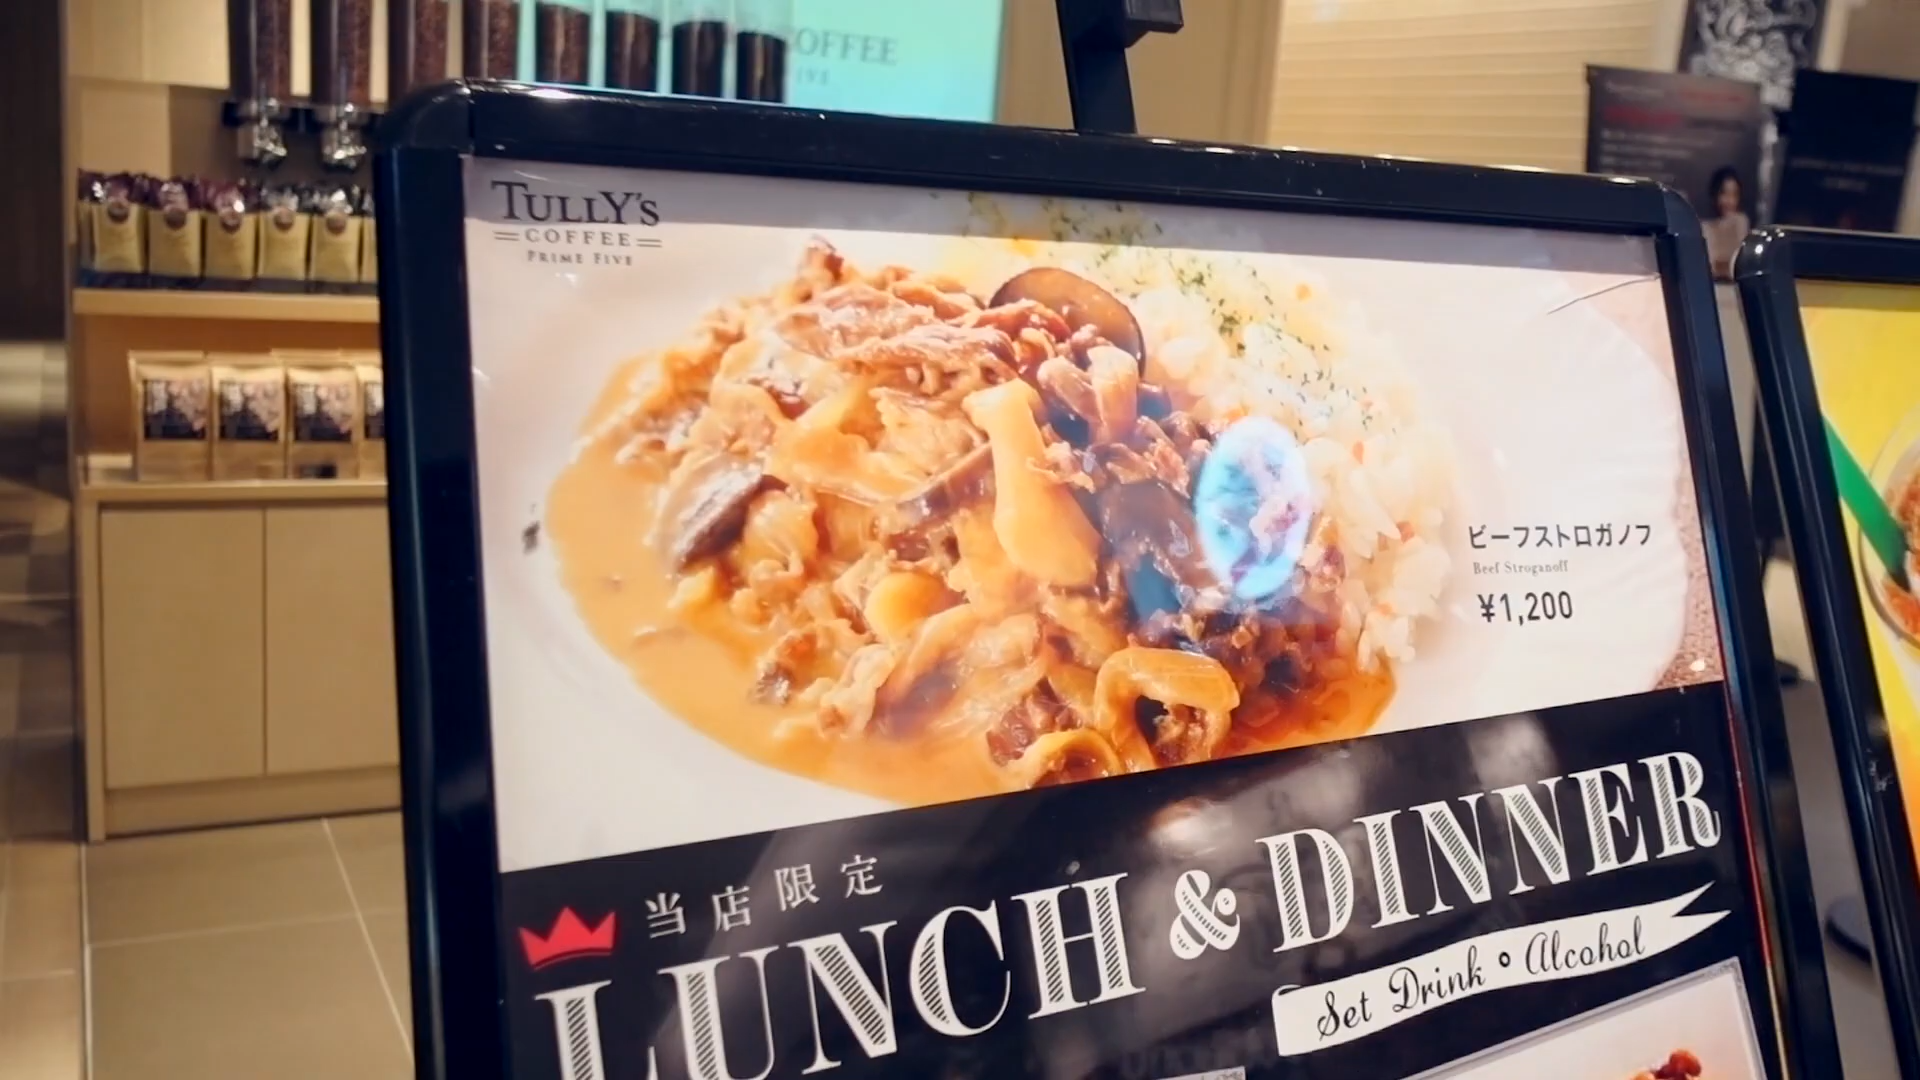 COFFEE
TULLY'S
COFFEE
PRIME FIVE
ビーフストロガノフ
Beef Stroganoff
¥1,200
当店限定
LUNCH & DINNER
Set Drink ∘ Alcohol